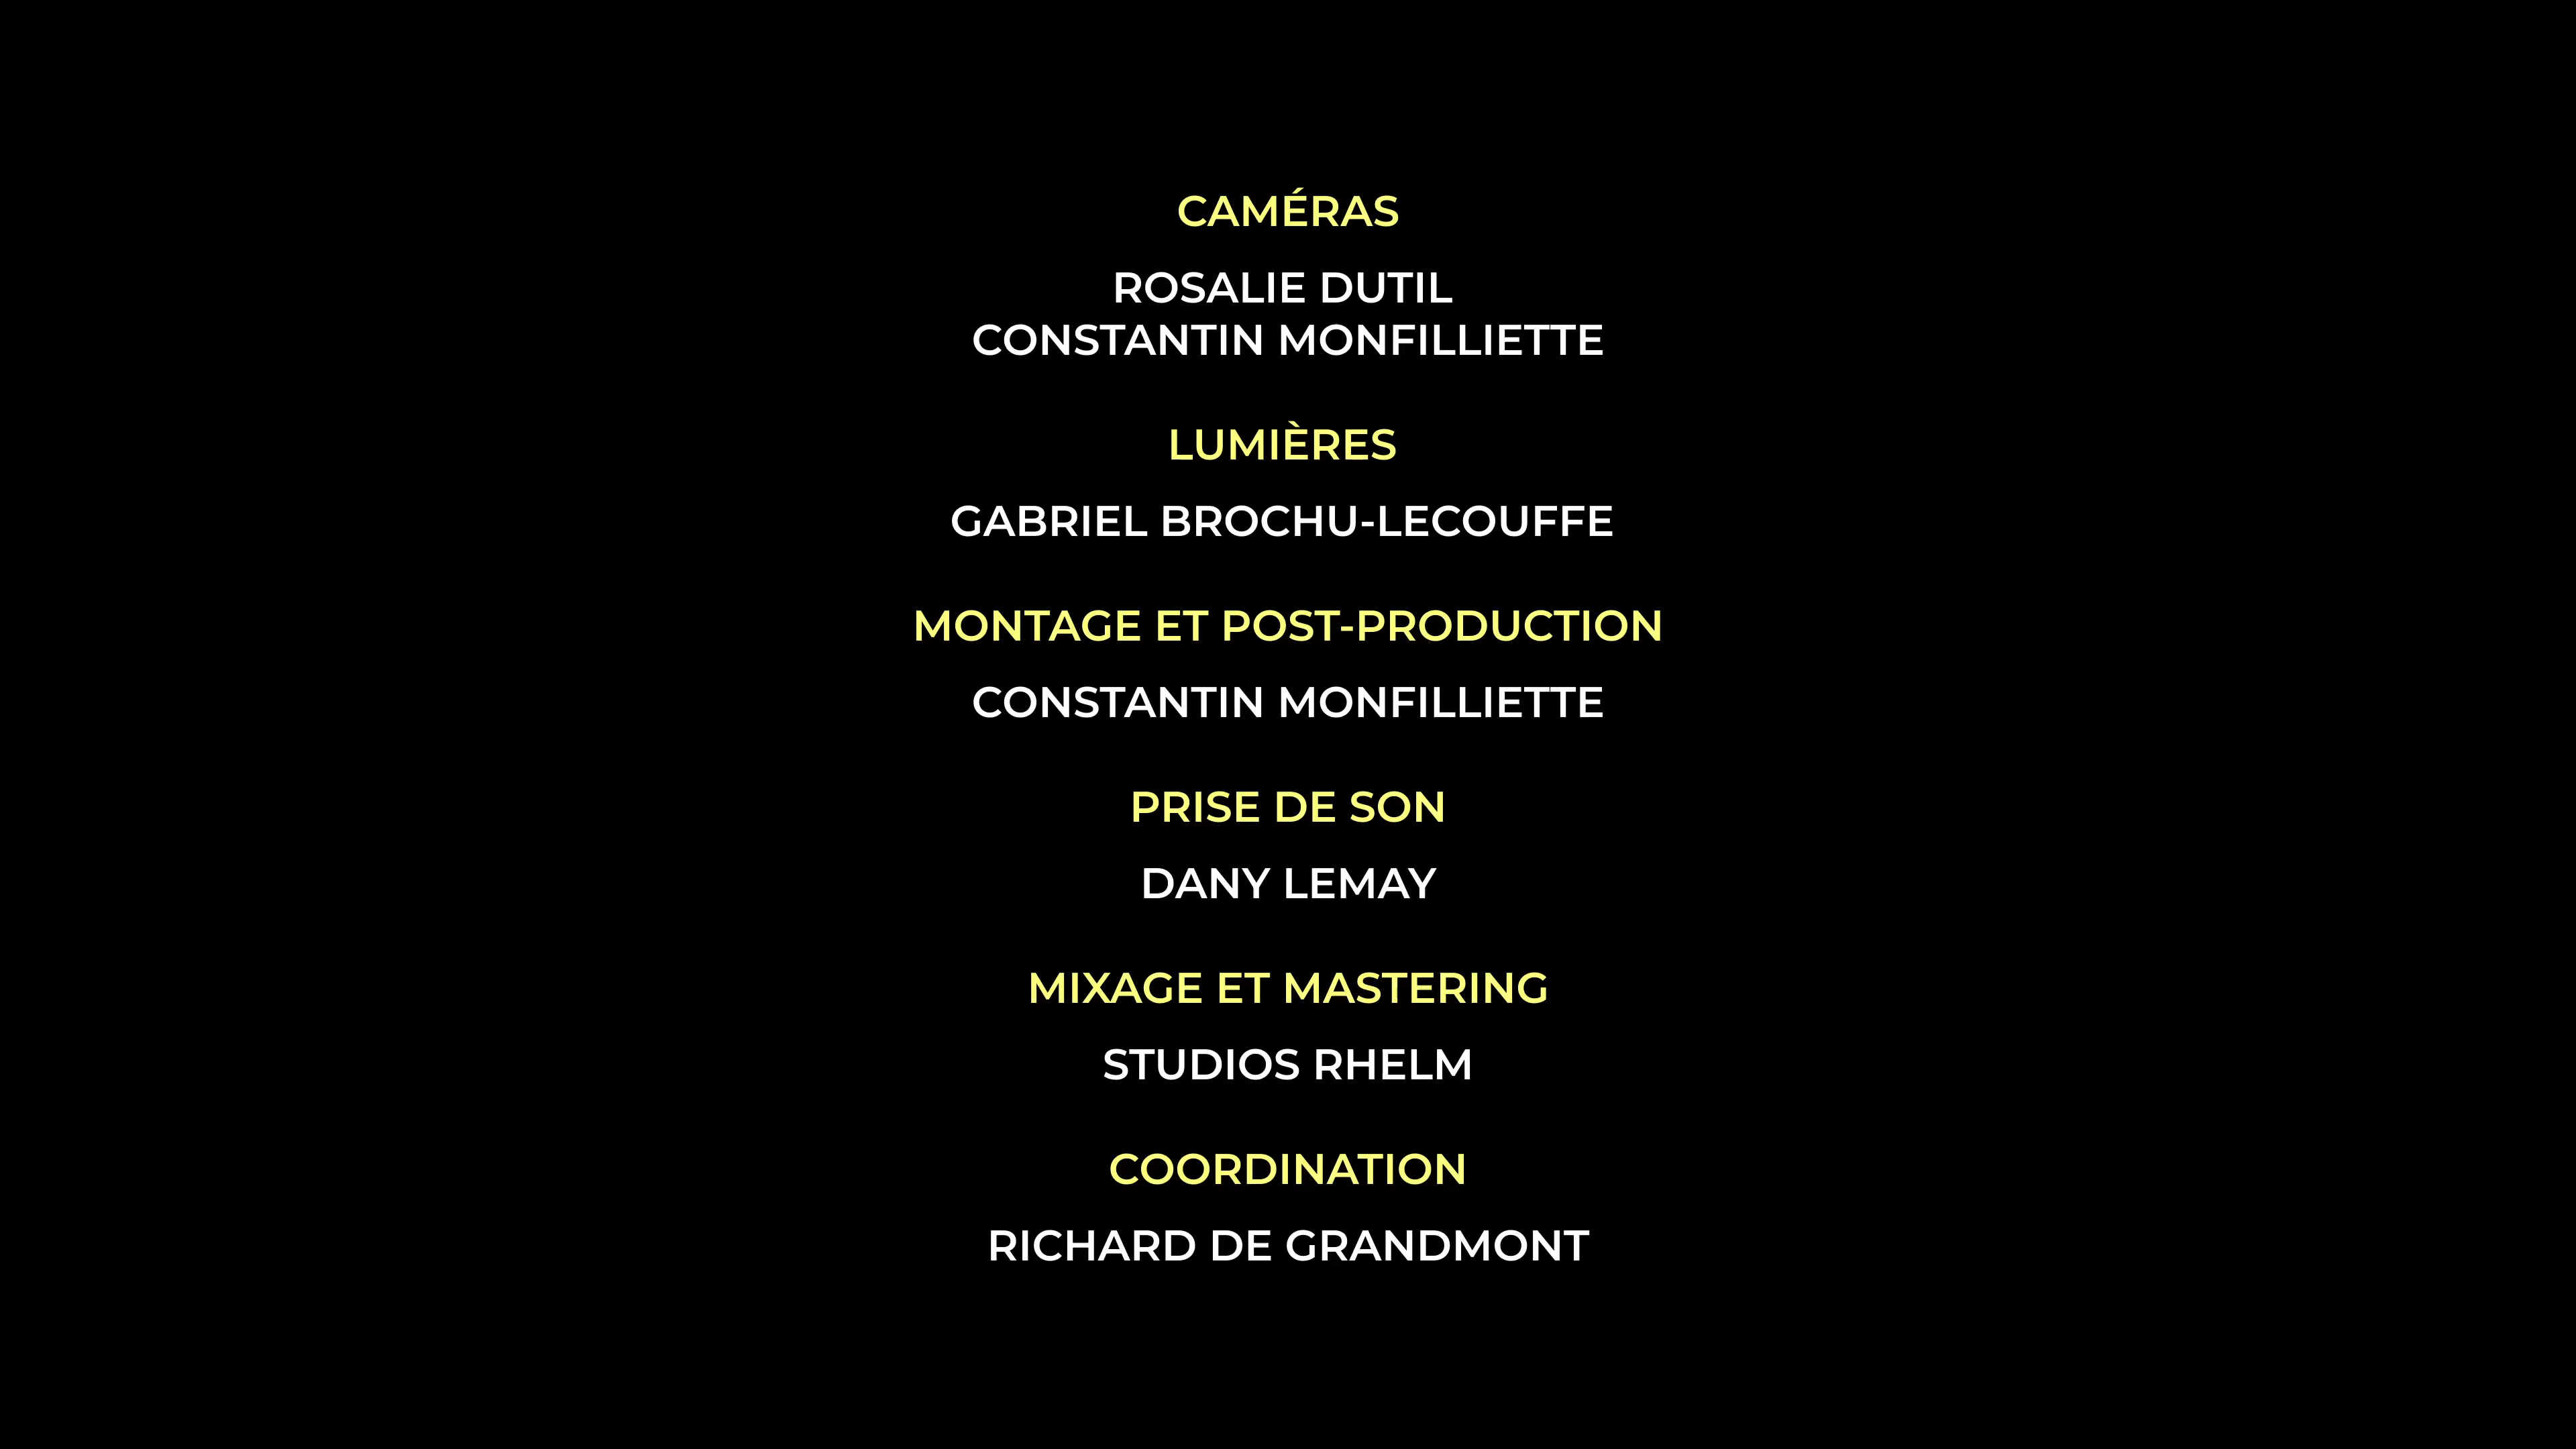 CAMÉRAS
ROSALIE DUTIL
CONSTANTIN MONFILLIETTE
LUMIÈRES
GABRIEL BROCHU-LECOUFFE
MONTAGE ET POST-PRODUCTION
CONSTANTIN MONFILLIETTE
PRISE DE SON
DANY LEMAY
MIXAGE ET MASTERING
STUDIOS RHELM
COORDINATION
RICHARD DE GRANDMONT